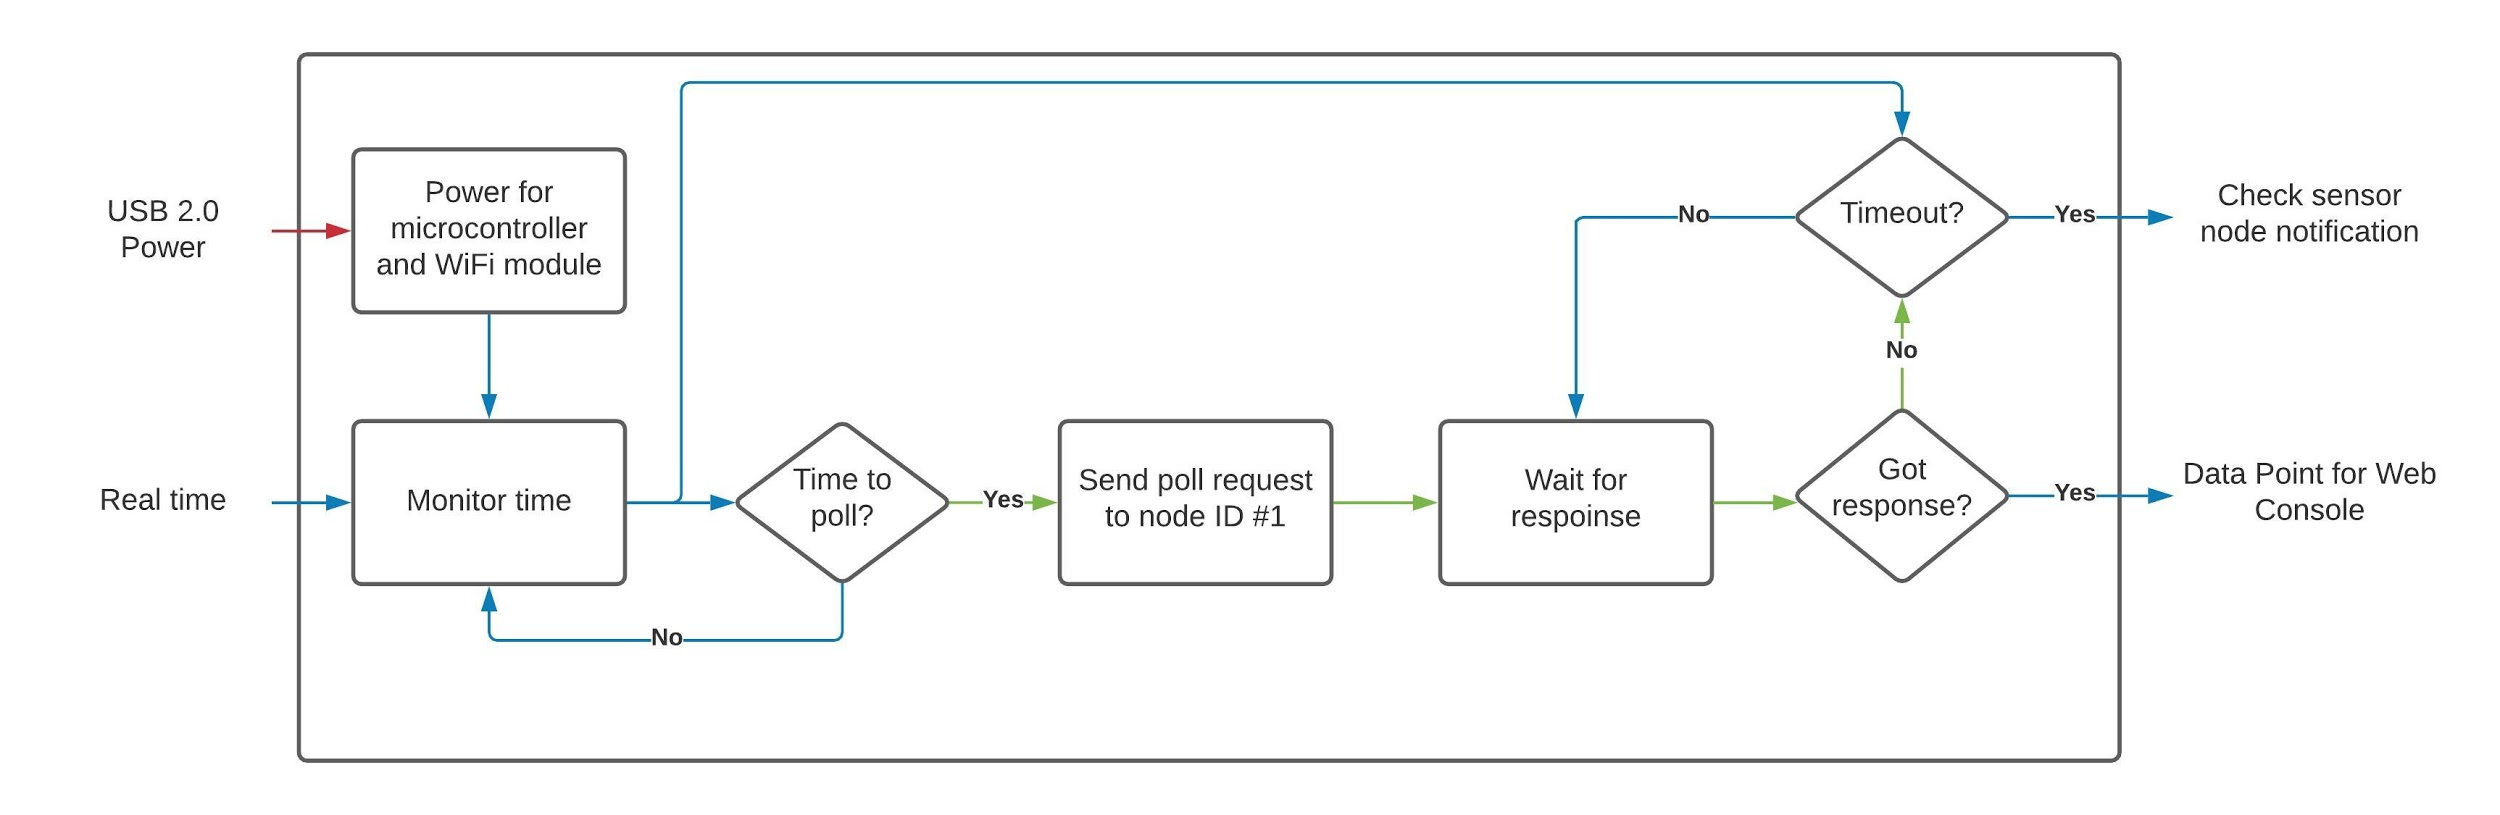 USB 2.0
Power
Real time
Power for
microcontroller
and WiFi module
Monitor time
No
Time to
poll?
Yes
Send poll request
to node ID #1
Wait for
respoinse
Got
response?
No
Timeout?
No
Yes
Check sensor
node notification
Yes
Data Point for Web
Console